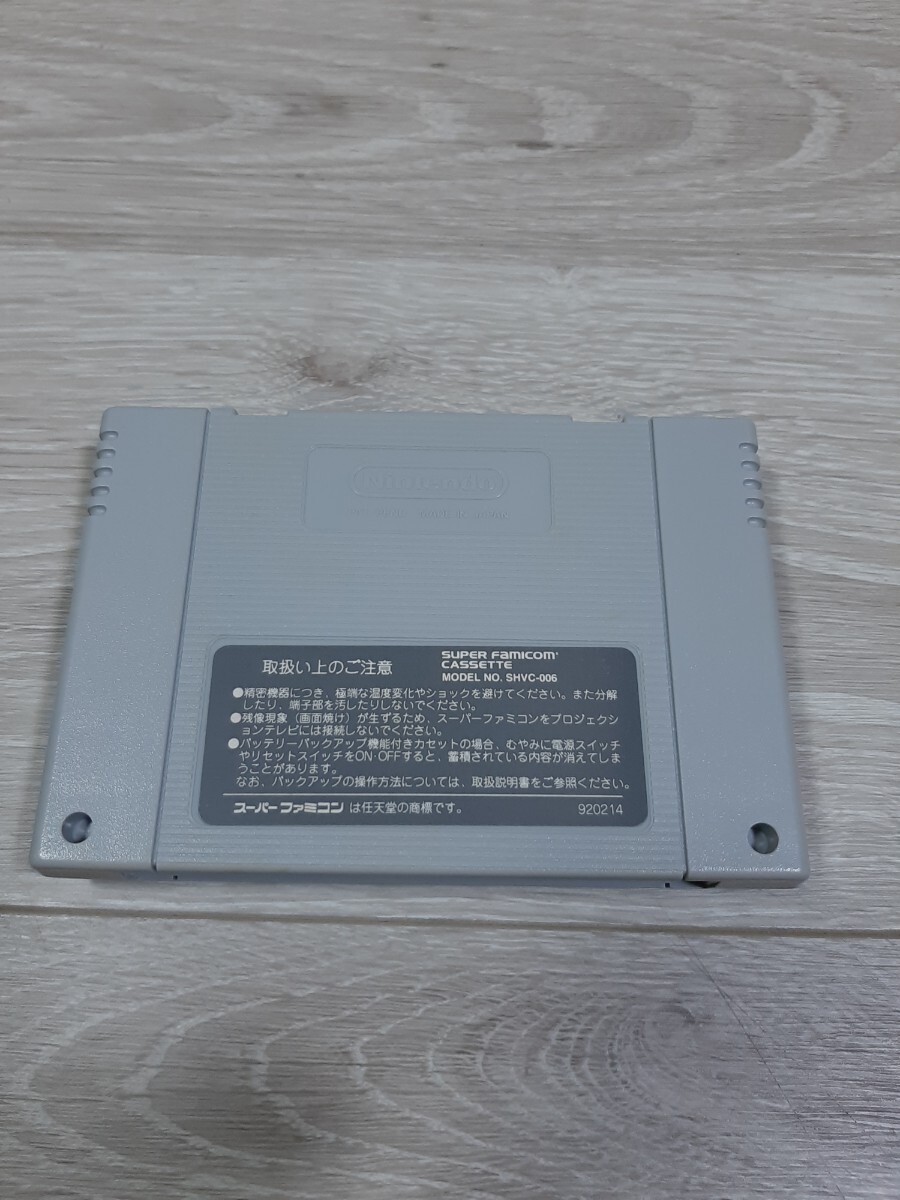 Nintendo
MADE IN JAPAN
取扱い上のご注意
SUPER FAMICOM
CASSETTE
MODEL NO. SHVC-006
●精密機器につき、極端な温度変化やショックを避けてください。また分解
したり、端子部を汚したりしないでください。
●残像現象（画面焼け）が生ずるため、スーパーファミコンをプロジェクシ
ョンテレビには接続しないでください。
●バッテリーバックアップ機能付きカセットの場合、むやみに電源スイッチ
やリセットスイッチをON・OFFすると、蓄積されている内容が消えてしま
うことがあります。
なお、バックアップの操作方法については、取扱説明書をご参照ください。
スーパーファミコン は任天堂の商標です。
920214